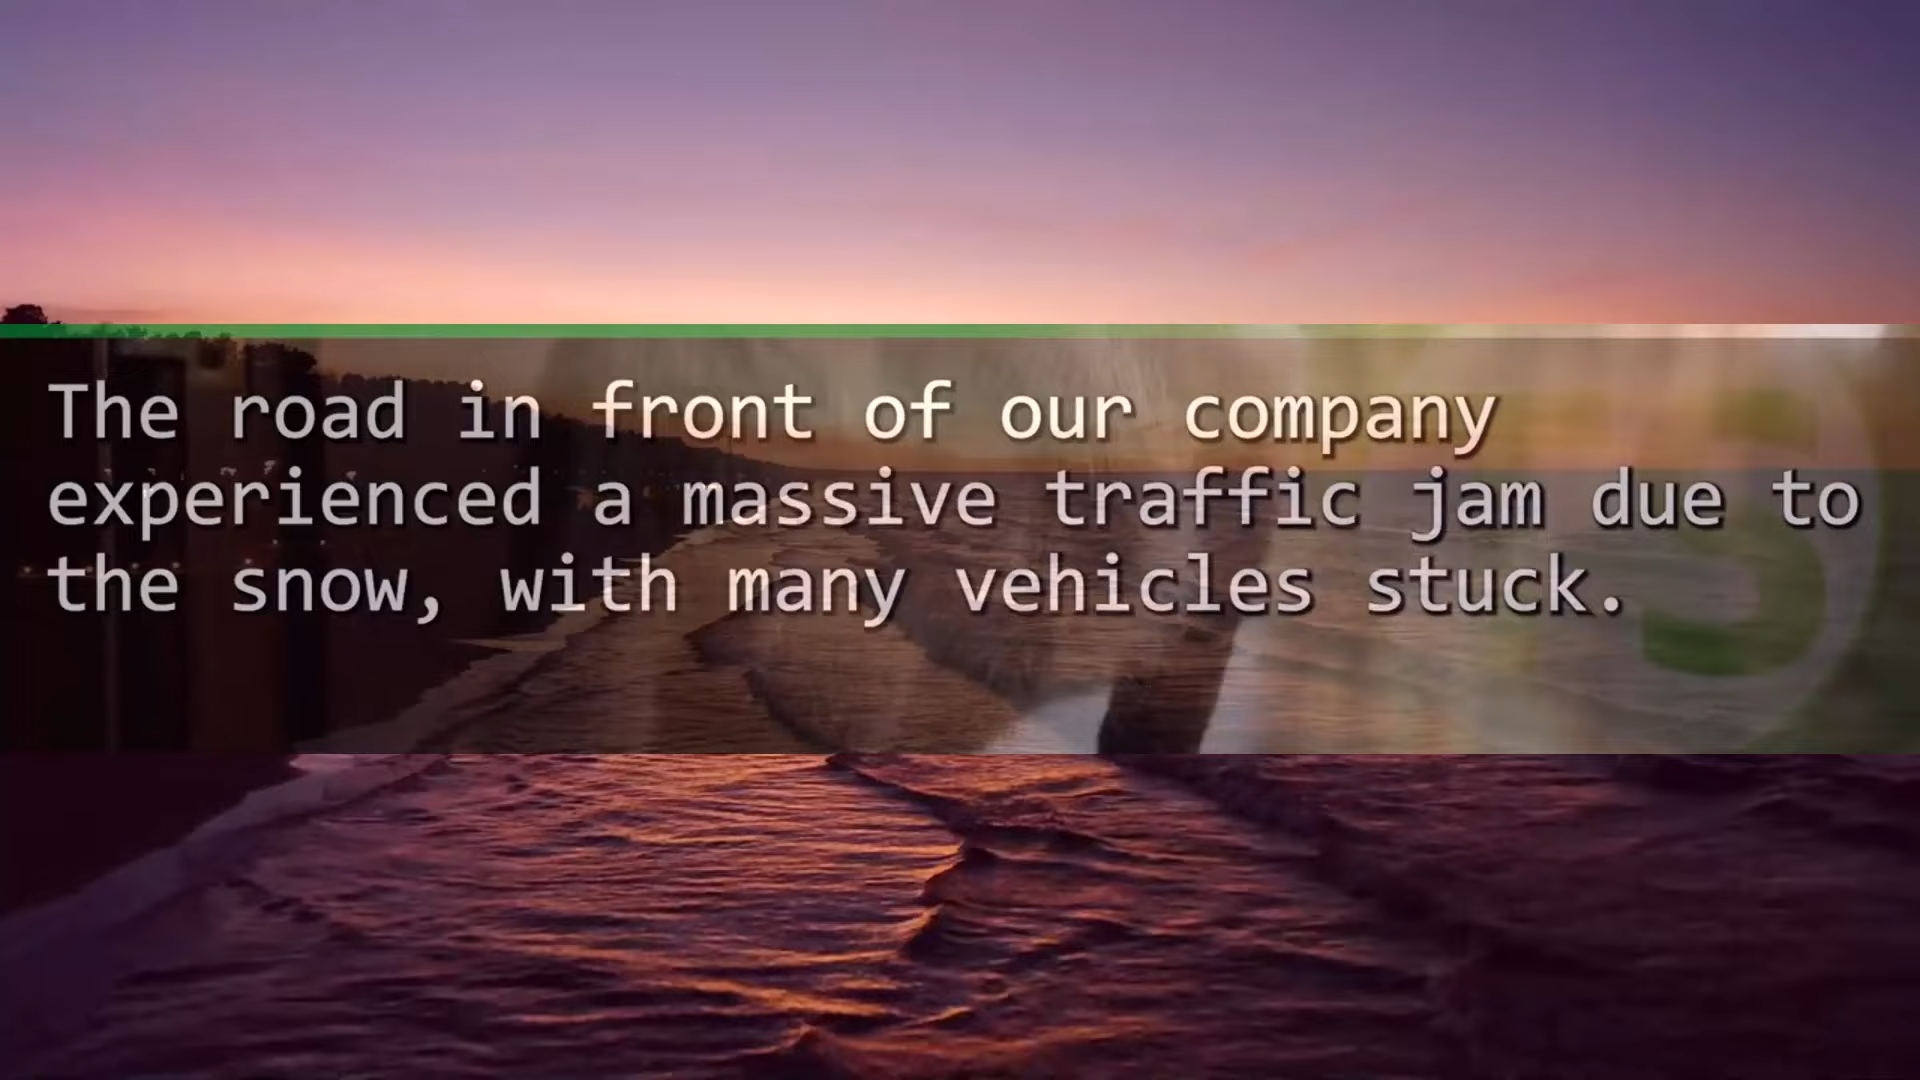 The road in front of our company
experienced a massive traffic jam due to
the snow, with many vehicles stuck.